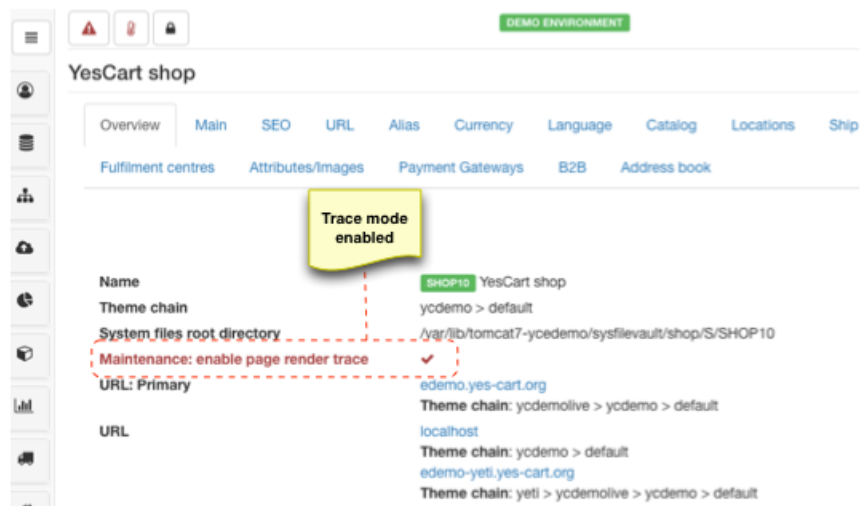 DEMO ENVIRONMENT
YesCart shop
Overview Main SEO URL Alias Currency Language Catalog Locations Ship
Fulfilment centres Attributes/Images Payment Gateways B2B Address book
Trace mode
enabled
Name SHOP10 YesCart shop
Theme chain ycdemo > default
System files root directory /var/lib/tomcat7-ycedemo/sysfilevault/shop/S/SHOP10
Maintenance: enable page render trace
URL: Primary edemo.yes-cart.org
Theme chain: ycdemolive > ycdemo > default
URL localhost
Theme chain: ycdemo > default
edemo-yeti.yes-cart.org
Theme chain: yeti > ycdemolive > ycdemo > default